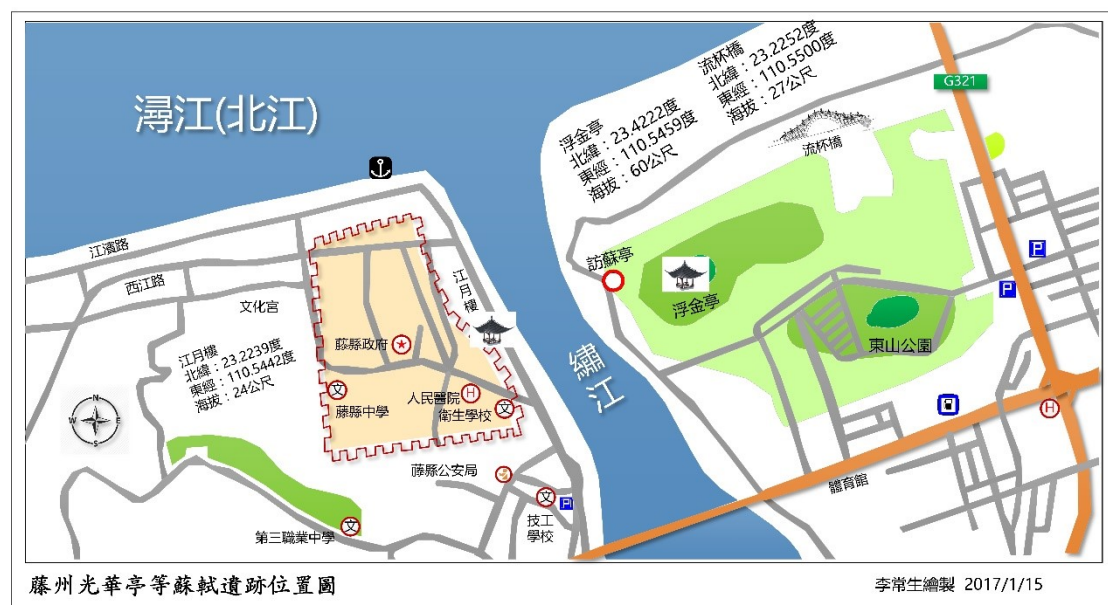 潯江(北江)
流杯橋
北緯：23.2252度
東經：110.5500度
海拔：27公尺
浮金亭
北緯：23.4222度
東經：110.5459度
海拔：60公尺
G321
流杯橋
江濱路
西江路
文化宮
江月樓
訪蘇亭
浮金亭
東山公園
P
P
江月樓
北緯：23.2239度
東經：110.5442度
海拔：24公尺
藤縣政府
繡江
N
W E
S
文
藤縣中學
人民醫院
H
衛生學校
文
H
藤縣公安局
體育館
文
P
技工
學校
第三職業中學
文
藤州光華亭等蘇軾遺跡位置圖
李常生繪製 2017/1/15